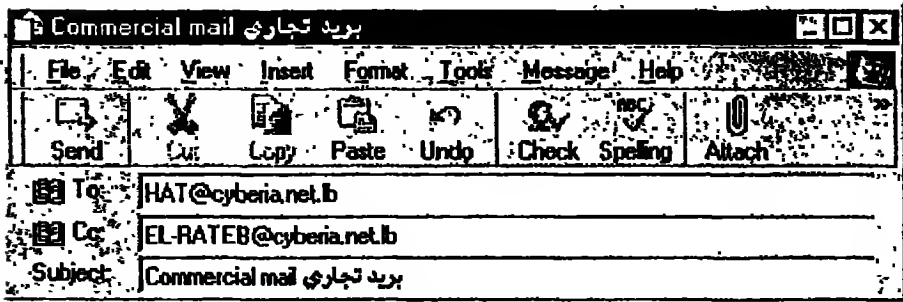 Commercial mail بريد تجاري
File Edit View Insert Format Tools Message Help
Send Cut Copy Paste Undo Check Spelling Attach
To: HAT@cyberia.net.lb
Cc: EL-RATEB@cyberia.net.lb
Subject: Commercial mail بريد تجاري